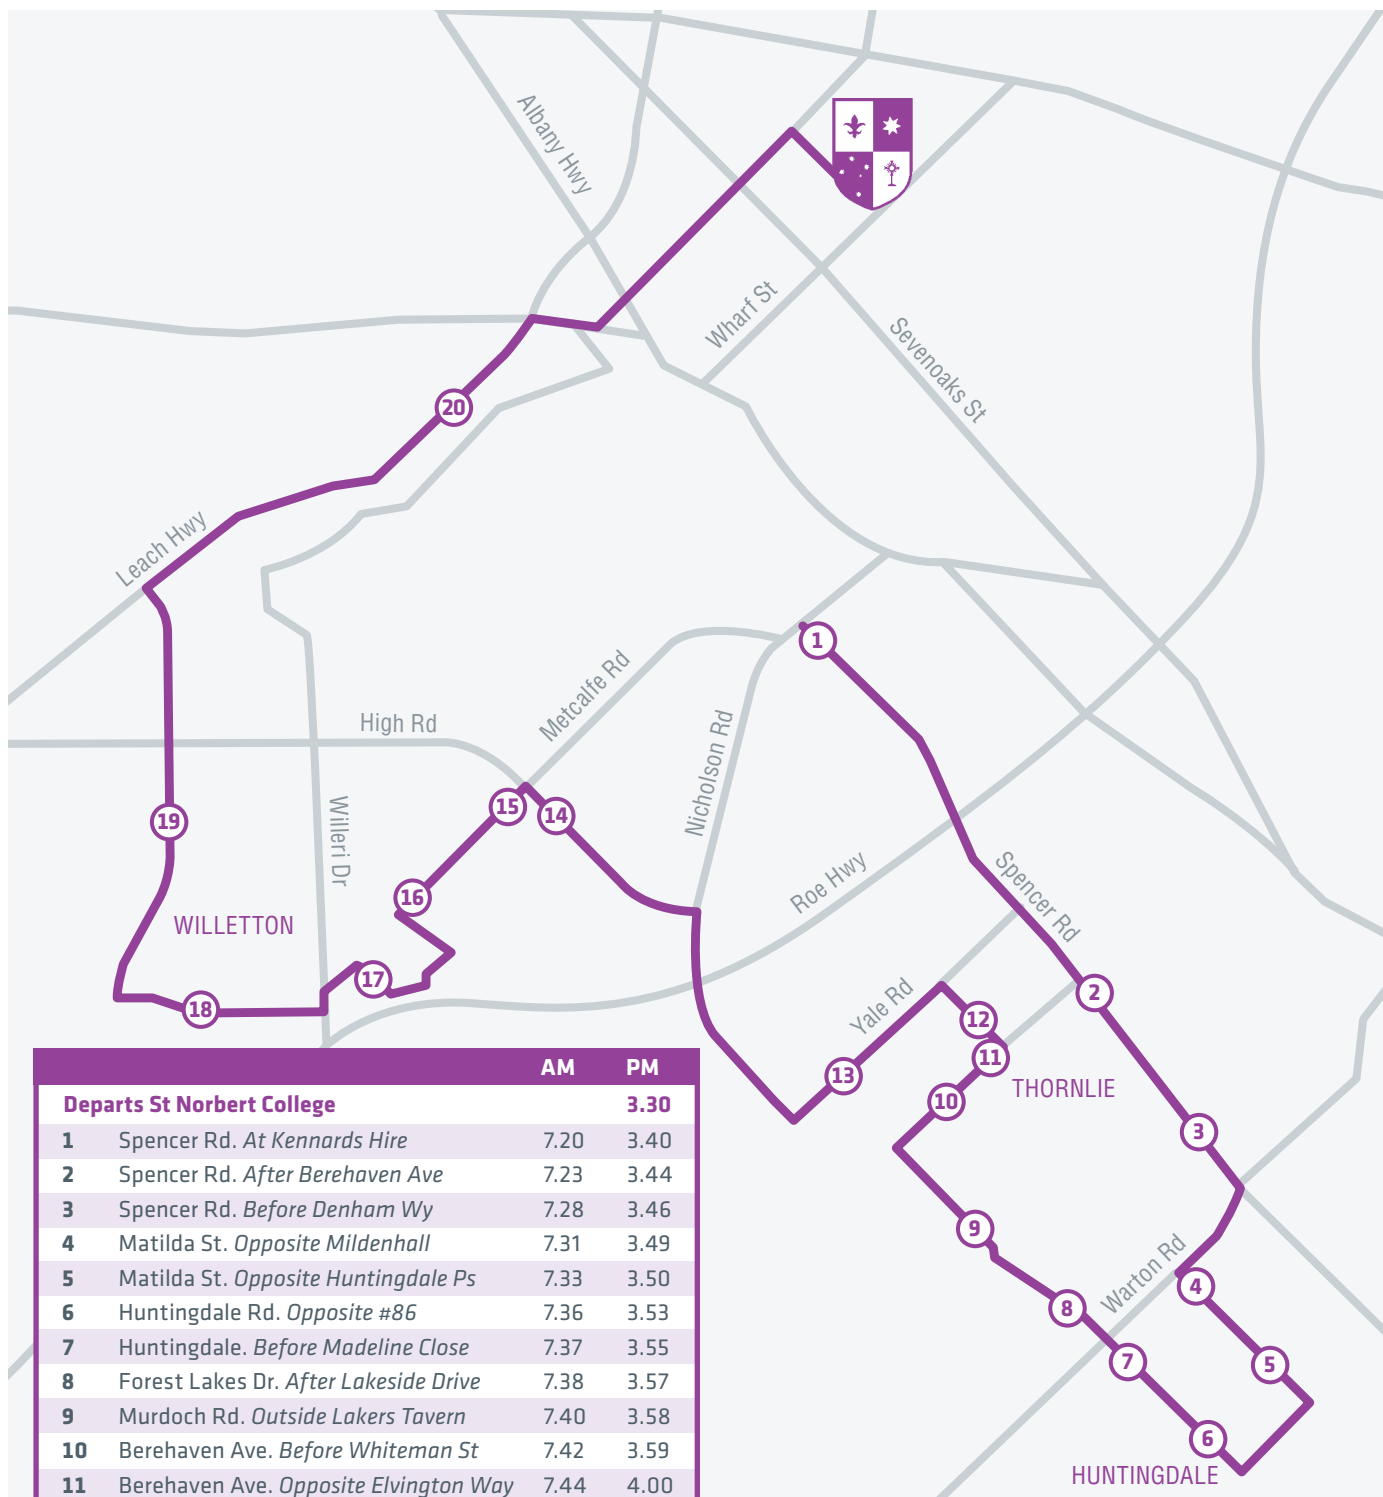 Albany Hwy
Wharf St
Sevenoaks St
20
Leach Hwy
1
Metcalfe Rd
High Rd
Nicholson Rd
15
14
19
Willeri Dr
Roe Hwy
Spencer Rd
16
WILLETTON
17
18
Yale Rd
2
12
11
13
THORNLIE
10
3
9
Warton Rd
4
8
7
5
6
HUNTINGDALE
AM PM
Departs St Norbert College 3.30
1 Spencer Rd. At Kennards Hire 7.20 3.40
2 Spencer Rd. After Berehaven Ave 7.23 3.44
3 Spencer Rd. Before Denham Wy 7.28 3.46
4 Matilda St. Opposite Mildenhall 7.31 3.49
5 Matilda St. Opposite Huntingdale Ps 7.33 3.50
6 Huntingdale Rd. Opposite #86 7.36 3.53
7 Huntingdale. Before Madeline Close 7.37 3.55
8 Forest Lakes Dr. After Lakeside Drive 7.38 3.57
9 Murdoch Rd. Outside Lakers Tavern 7.40 3.58
10 Berehaven Ave. Before Whiteman St 7.42 3.59
11 Berehaven Ave. Opposite Elvington Way 7.44 4.00